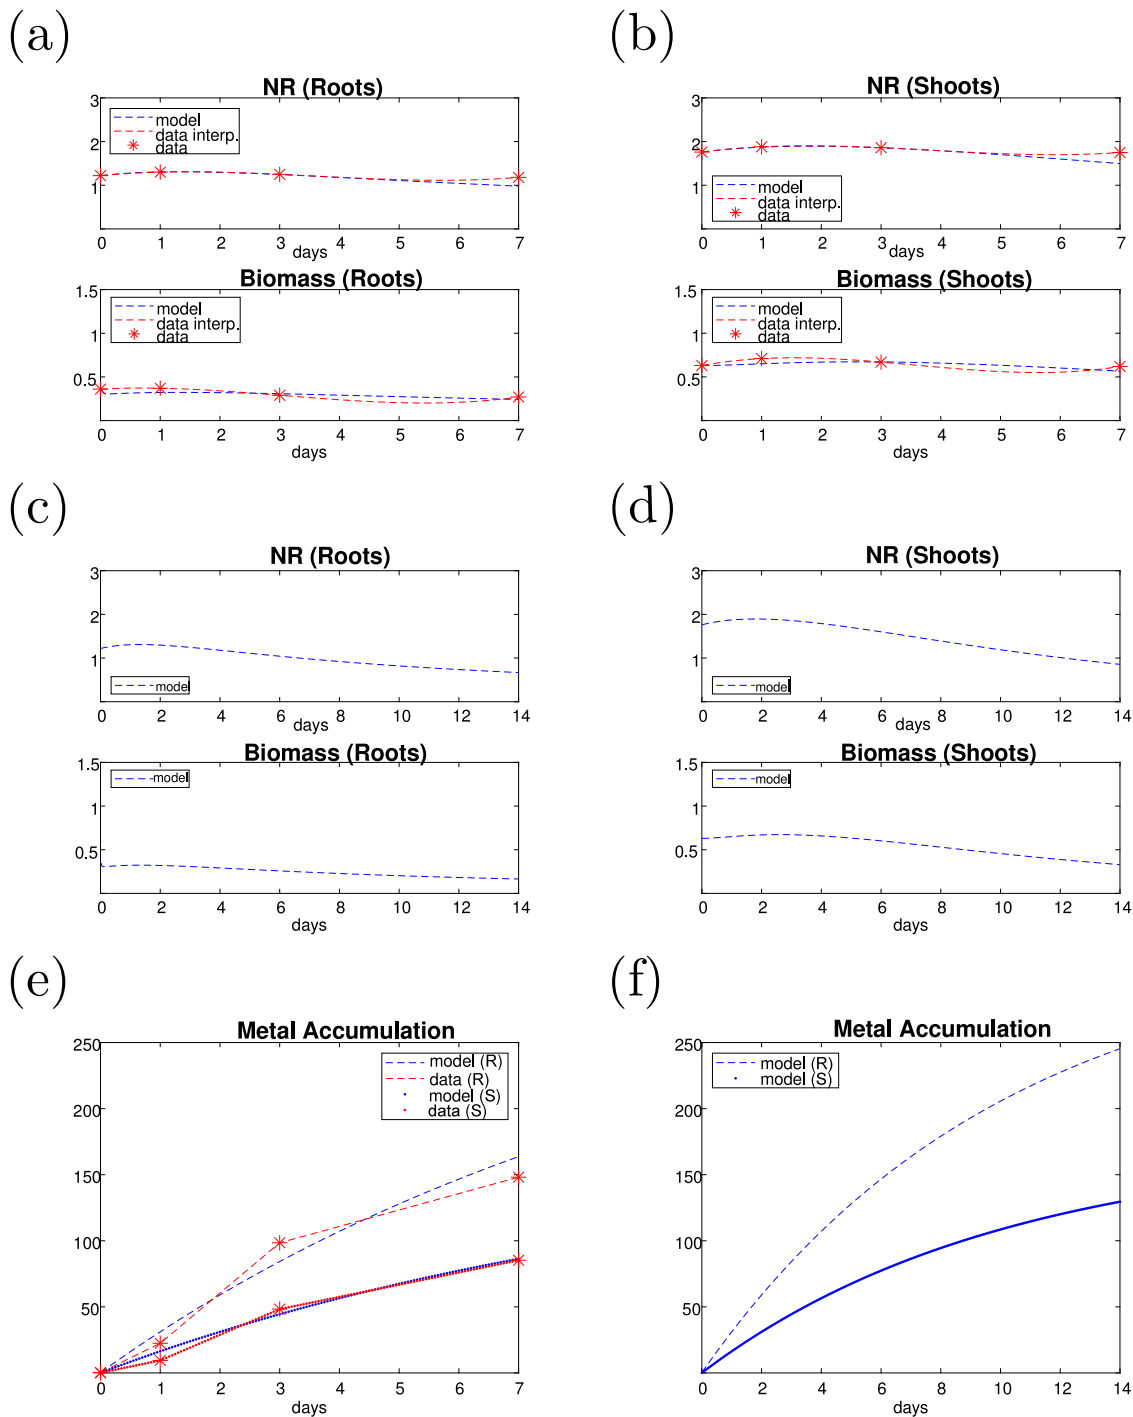 (a)
NR (Roots)
3
2
1
model
data interp.
data
0 1 2 3 4 5 6 7
days
Biomass (Roots)
1.5
1
0.5
model
data interp.
data
0 1 2 3 4 5 6 7
days
(b)
NR (Shoots)
3
2
1
model
data interp.
data
0 1 2 3 4 5 6 7
days
Biomass (Shoots)
1.5
1
0.5
model
data interp.
data
0 1 2 3 4 5 6 7
days
(c)
NR (Roots)
3
2
1
model
0 2 4 6 8 10 12 14
days
Biomass (Roots)
1.5
1
0.5
model
0 2 4 6 8 10 12 14
days
(d)
NR (Shoots)
3
2
1
model
0 2 4 6 8 10 12 14
days
Biomass (Shoots)
1.5
1
0.5
model
0 2 4 6 8 10 12 14
days
(e)
Metal Accumulation
250
200
150
100
50
model (R)
data (R)
model (S)
data (S)
0 1 2 3 4 5 6 7
days
(f)
Metal Accumulation
250
200
150
100
50
model (R)
model (S)
0 2 4 6 8 10 12 14
days